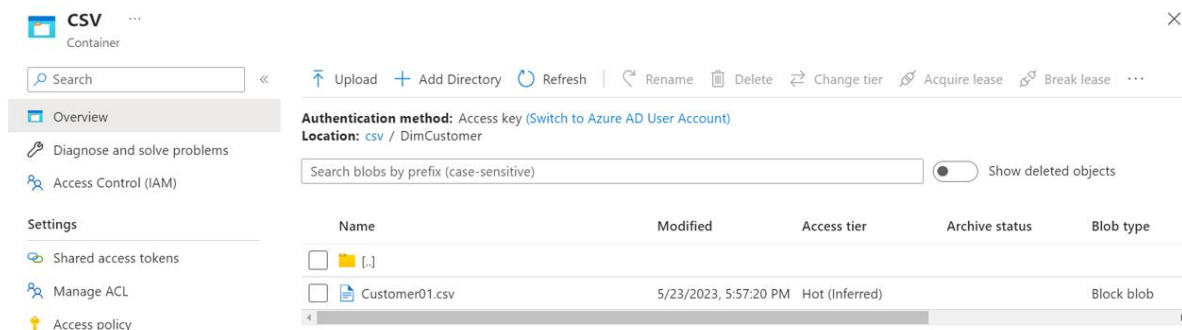 CSV ...
Container
Search «
Overview
Diagnose and solve problems
Access Control (IAM)
Settings
Shared access tokens
Manage ACL
Access policy
Upload Add Directory Refresh Rename Delete Change tier Acquire lease Break lease ...
Authentication method: Access key (Switch to Azure AD User Account)
Location: csv / DimCustomer
Search blobs by prefix (case-sensitive) Show deleted objects
Name Modified Access tier Archive status Blob type
[..]
Customer01.csv 5/23/2023, 5:57:20 PM Hot (Inferred) Block blob